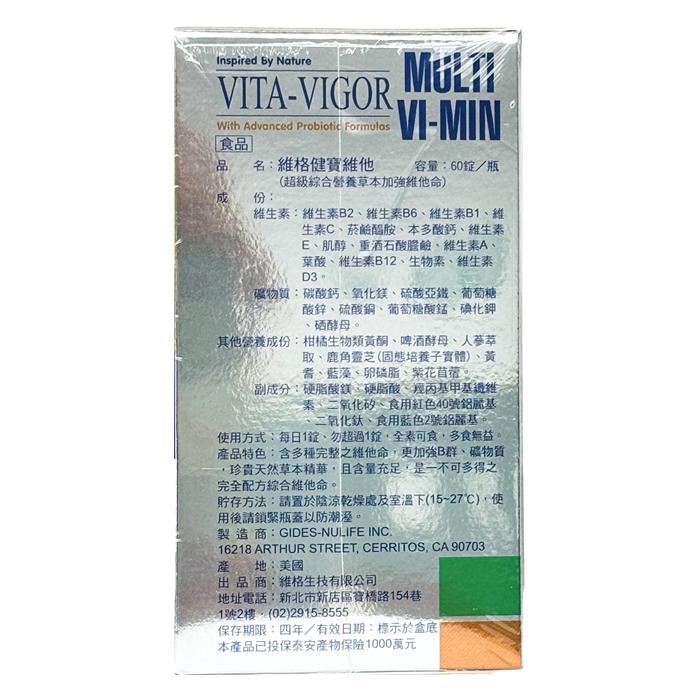 Inspired by Nature
VITA-VIGOR
With Advanced Probiotic Formulas
MULTI
VI-MIN
食品
品　　名：維格健寶維他　容量：60錠／瓶
（超級綜合營養草本加強維他命）
成　　份：
維生素：維生素B2、維生素B6、維生素B1、維
生素C、菸鹼醯胺、本多酸鈣、維生素
E、肌醇、重酒石酸膽鹼、維生素A、
葉酸、維生素B12、生物素、維生素
D3。
礦物質：碳酸鈣、氧化鎂、硫酸亞鐵、葡萄糖
酸鋅、硫酸銅、葡萄糖酸錳、碘化鉀
、硒酵母。
其他營養成份：柑橘生物類黃酮、啤酒酵母、人蔘萃
取、鹿角靈芝(固態培養子實體)、黃
耆、藍藻、卵磷脂、紫花苜蓿。
副成分：硬脂酸鎂、硬脂酸、羥丙基甲基纖維
素、二氧化矽、食用紅色40號鋁麗基
、二氧化鈦、食用藍色2號鋁麗基。
使用方式：每日1錠、勿超過1錠，全素可食，多食無益。
產品特色：含多種完整之維他命，更加強B群、礦物質
，珍貴天然草本精華，且含量充足，是一不可多得之
完全配方綜合維他命。
貯存方法：請置於陰涼乾燥處及室溫下(15~27℃)，使
用後請鎖緊瓶蓋以防潮溼。
製 造 商：GIDES-NULIFE INC.
16218 ARTHUR STREET, CERRITOS, CA 90703
產　　地：美國
出 品 商：維格生技有限公司
地址電話：新北市新店區寶橋路154巷
1號2樓．(02)2915-8555
保存期限：四年／有效日期：標示於盒底
本產品已投保泰安產物保險1000萬元